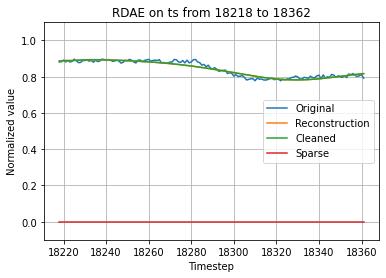 RDAE on ts from 18218 to 18362
Normalized value
1.0
0.8
0.6
0.4
0.2
0.0
Original
Reconstruction
Cleaned
Sparse
18220 18240 18260 18280 18300 18320 18340 18360
Timestep